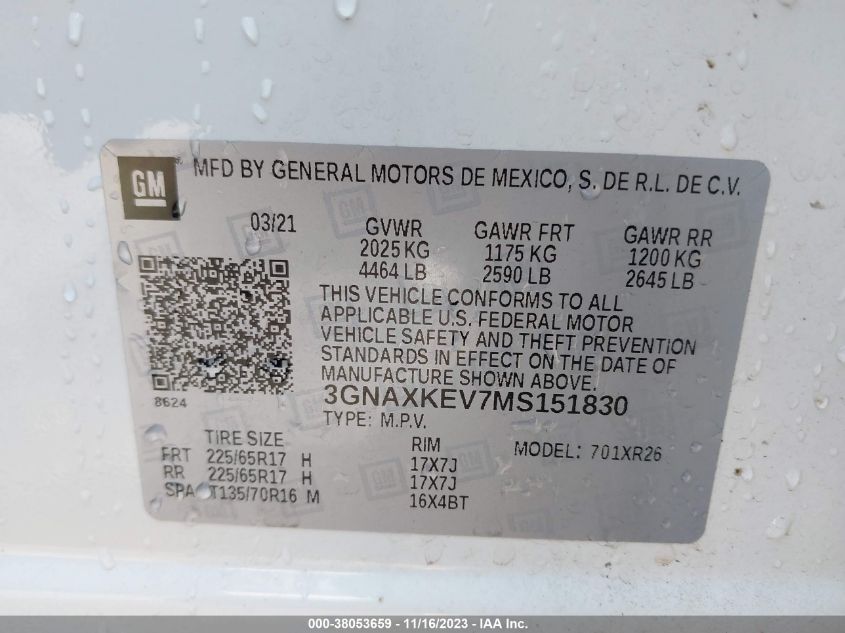 GM
MFD BY GENERAL MOTORS DE MEXICO, S. DE R.L. DE C.V.
03/21
GVWR GAWR FRT GAWR RR
2025 KG 1175 KG 1200 KG
4464 LB 2590 LB 2645 LB
THIS VEHICLE CONFORMS TO ALL
APPLICABLE U.S. FEDERAL MOTOR
VEHICLE SAFETY AND THEFT PREVENTION
STANDARDS IN EFFECT ON THE DATE OF
MANUFACTURE SHOWN ABOVE.
8624
3GNAXKEV7MS151830
TYPE: M.P.V.
TIRE SIZE RIM MODEL: 701XR26
FRT 225/65R17 H 17X7J
RR 225/65R17 H 17X7J
SPA T135/70R16 M 16X4BT
000-38053659 - 11/16/2023 - IAA Inc.